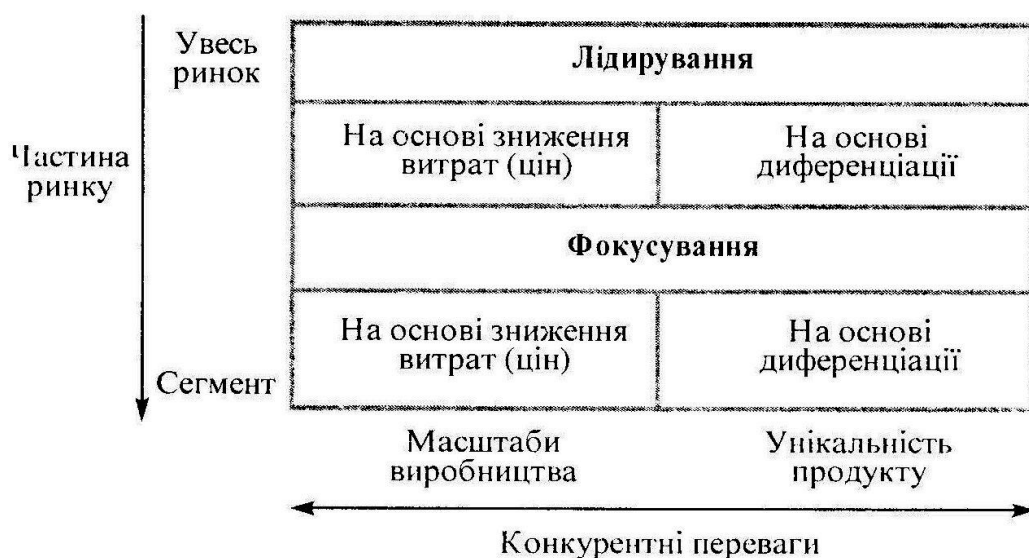 Увесь
ринок
Лідирування
Частина
ринку
На основі зниження
витрат (цін)
На основі
диференціації
Фокусування
На основі зниження
витрат (цін)
На основі
диференціації
Сегмент
Масштаби
виробництва
Унікальність
продукту
Конкурентні переваги